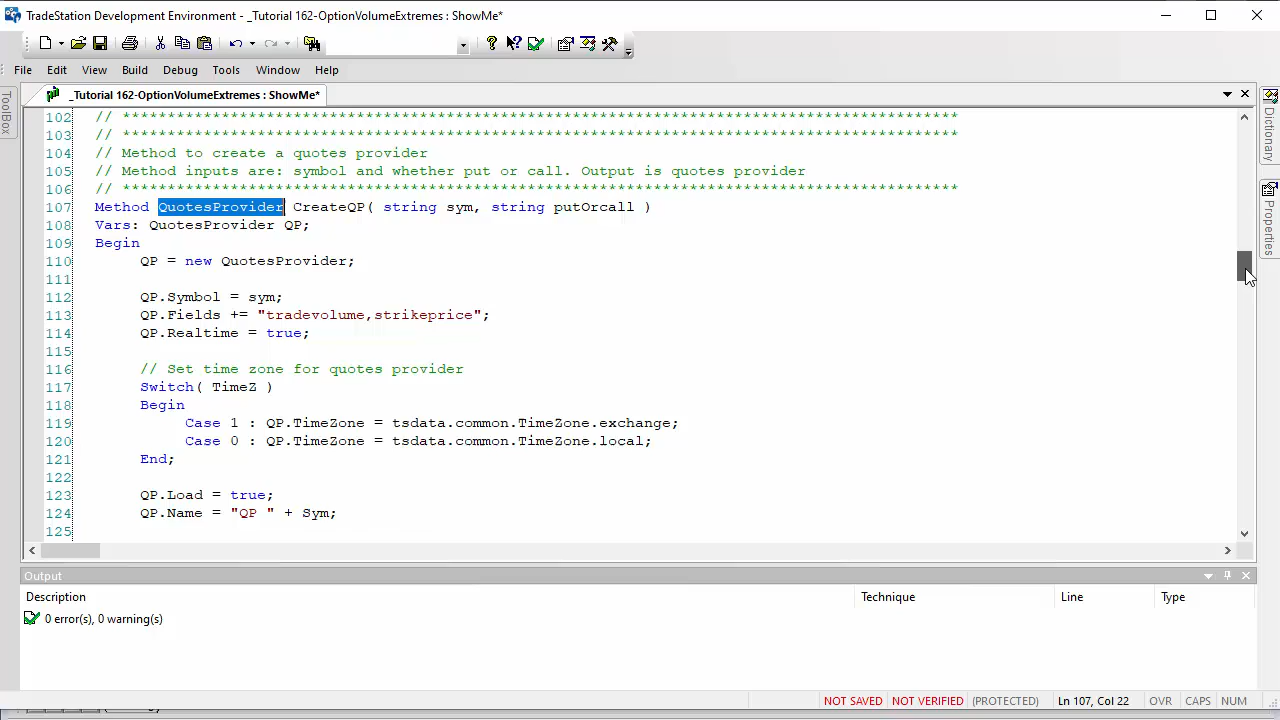 TradeStation Development Environment - _Tutorial 162-OptionVolumeExtremes : ShowMe*
File Edit View Build Debug Tools Window Help
ToolBox
_Tutorial 162-OptionVolumeExtremes : ShowMe*
Dictionary
Properties
102 // *********************************************************************************************
103 // *********************************************************************************************
104 // Method to create a quotes provider
105 // Method inputs are: symbol and whether put or call. Output is quotes provider
106 // *********************************************************************************************
107 Method QuotesProvider CreateQP( string sym, string putOrcall )
108 Vars: QuotesProvider QP;
109 Begin
110 QP = new QuotesProvider;
111
112 QP.Symbol = sym;
113 QP.Fields += "tradevolume,strikeprice";
114 QP.Realtime = true;
115
116 // Set time zone for quotes provider
117 Switch( TimeZ )
118 Begin
119 Case 1 : QP.TimeZone = tsdata.common.TimeZone.exchange;
120 Case 0 : QP.TimeZone = tsdata.common.TimeZone.local;
121 End;
122
123 QP.Load = true;
124 QP.Name = "QP " + Sym;
125
Output
Description Technique Line Type
0 error(s), 0 warning(s)
NOT SAVED NOT VERIFIED (PROTECTED) Ln 107, Col 22 OVR CAPS NUM